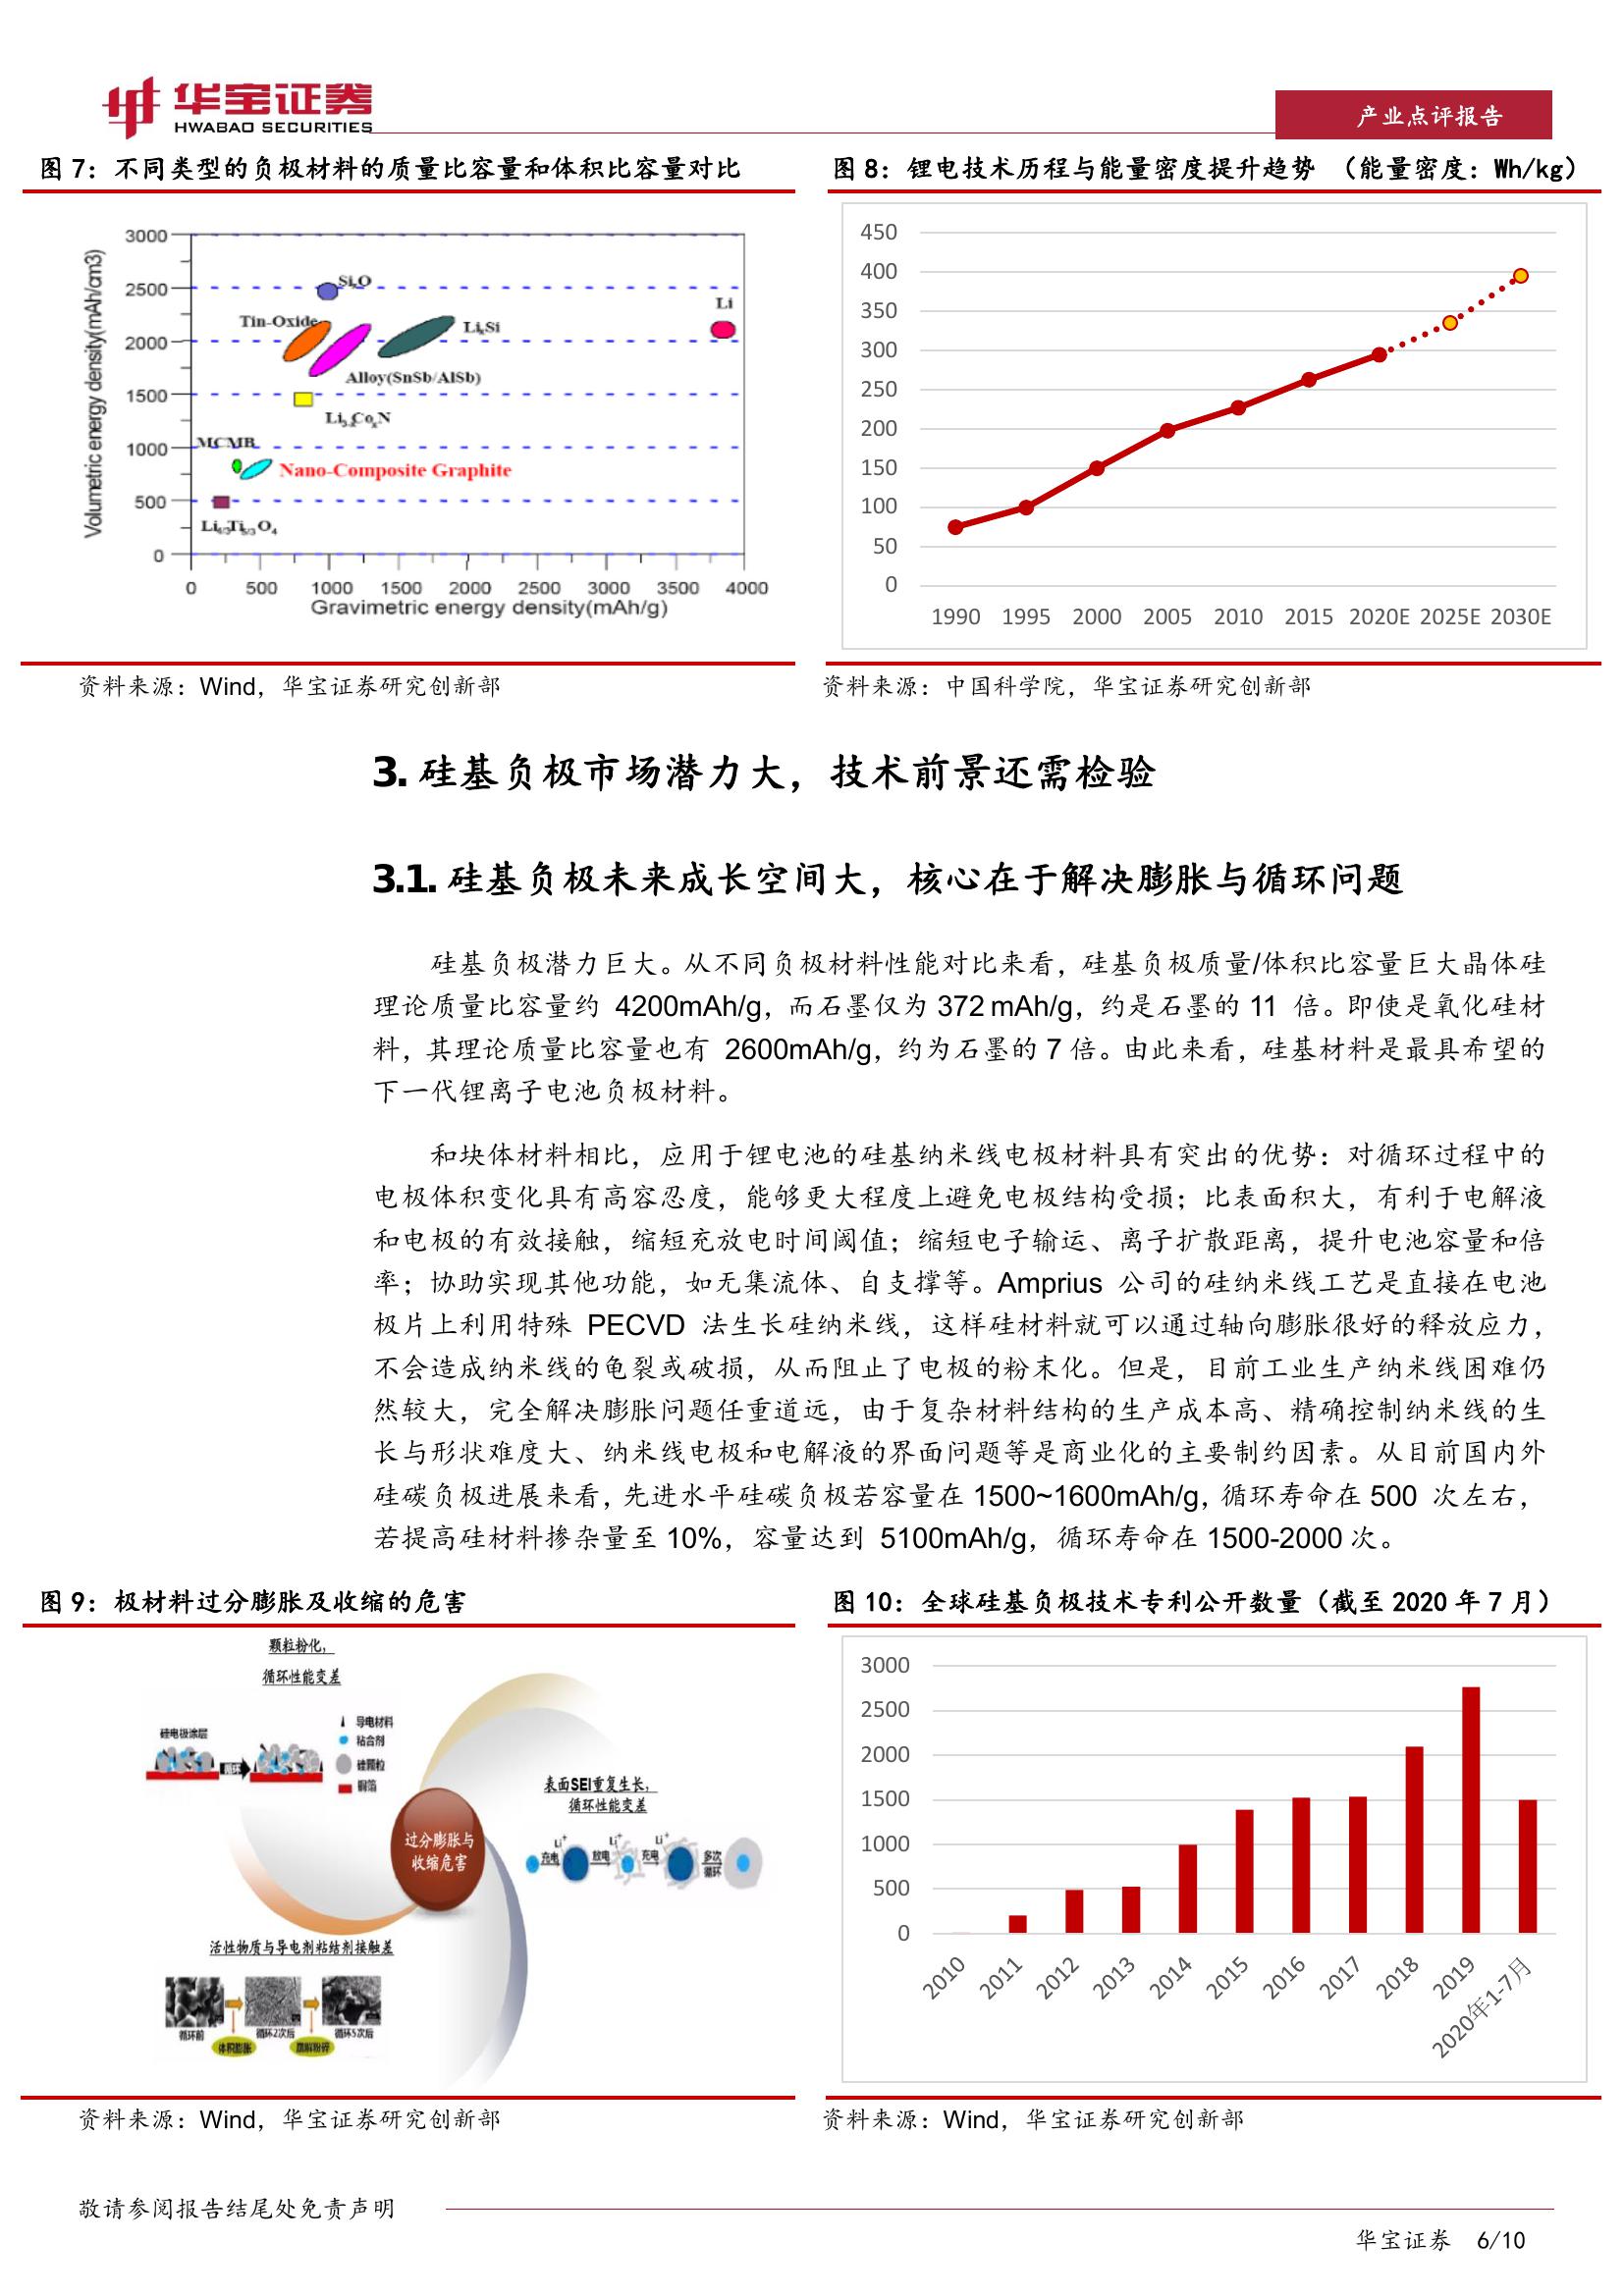 华宝证券
HWABAO SECURITIES
产业点评报告
图 7：不同类型的负极材料的质量比容量和体积比容量对比
3000
2500
2000
1500
1000
500
0
Volumetric energy density(mAh/cm3)
SixO
Tin-Oxide
LixSi
Li
Alloy(SnSb/AlSb)
Li3-xCoxN
MCMB
Nano-Composite Graphite
Li4/3Ti5/3O4
0 500 1000 1500 2000 2500 3000 3500 4000
Gravimetric energy density(mAh/g)
资料来源：Wind，华宝证券研究创新部
图 8：锂电技术历程与能量密度提升趋势 （能量密度：Wh/kg）
450
400
350
300
250
200
150
100
50
0
1990 1995 2000 2005 2010 2015 2020E 2025E 2030E
资料来源：中国科学院，华宝证券研究创新部
3. 硅基负极市场潜力大，技术前景还需检验
3.1. 硅基负极未来成长空间大，核心在于解决膨胀与循环问题
硅基负极潜力巨大。从不同负极材料性能对比来看，硅基负极质量/体积比容量巨大晶体硅
理论质量比容量约 4200mAh/g，而石墨仅为 372 mAh/g，约是石墨的 11 倍。即使是氧化硅材
料，其理论质量比容量也有 2600mAh/g，约为石墨的 7 倍。由此来看，硅基材料是最具希望的
下一代锂离子电池负极材料。
和块体材料相比，应用于锂电池的硅基纳米线电极材料具有突出的优势：对循环过程中的
电极体积变化具有高容忍度，能够更大程度上避免电极结构受损；比表面积大，有利于电解液
和电极的有效接触，缩短充放电时间阈值；缩短电子输运、离子扩散距离，提升电池容量和倍
率；协助实现其他功能，如无集流体、自支撑等。Amprius 公司的硅纳米线工艺是直接在电池
极片上利用特殊 PECVD 法生长硅纳米线，这样硅材料就可以通过轴向膨胀很好的释放应力，
不会造成纳米线的龟裂或破损，从而阻止了电极的粉末化。但是，目前工业生产纳米线困难仍
然较大，完全解决膨胀问题任重道远，由于复杂材料结构的生产成本高、精确控制纳米线的生
长与形状难度大、纳米线电极和电解液的界面问题等是商业化的主要制约因素。从目前国内外
硅碳负极进展来看，先进水平硅碳负极若容量在 1500~1600mAh/g，循环寿命在 500 次左右，
若提高硅材料掺杂量至 10%，容量达到 5100mAh/g，循环寿命在 1500-2000 次。
图 9：极材料过分膨胀及收缩的危害
颗粒粉化，
循环性能变差
硅电极涂层
循环
导电材料
粘合剂
硅颗粒
铜箔
过分膨胀与
收缩危害
表面SEI重复生长，
循环性能变差
Li+ Li+ Li+
充电 放电 充电 多次
循环
活性物质与导电剂粘结剂接触差
循环前 循环2次后 循环5次后
体积膨胀
资料来源：Wind，华宝证券研究创新部
图 10：全球硅基负极技术专利公开数量（截至 2020 年 7 月）
3000
2500
2000
1500
1000
500
0
2010 2011 2012 2013 2014 2015 2016 2017 2018 2019 2020年1-7月
资料来源：Wind，华宝证券研究创新部
敬请参阅报告结尾处免责声明
华宝证券 6/10